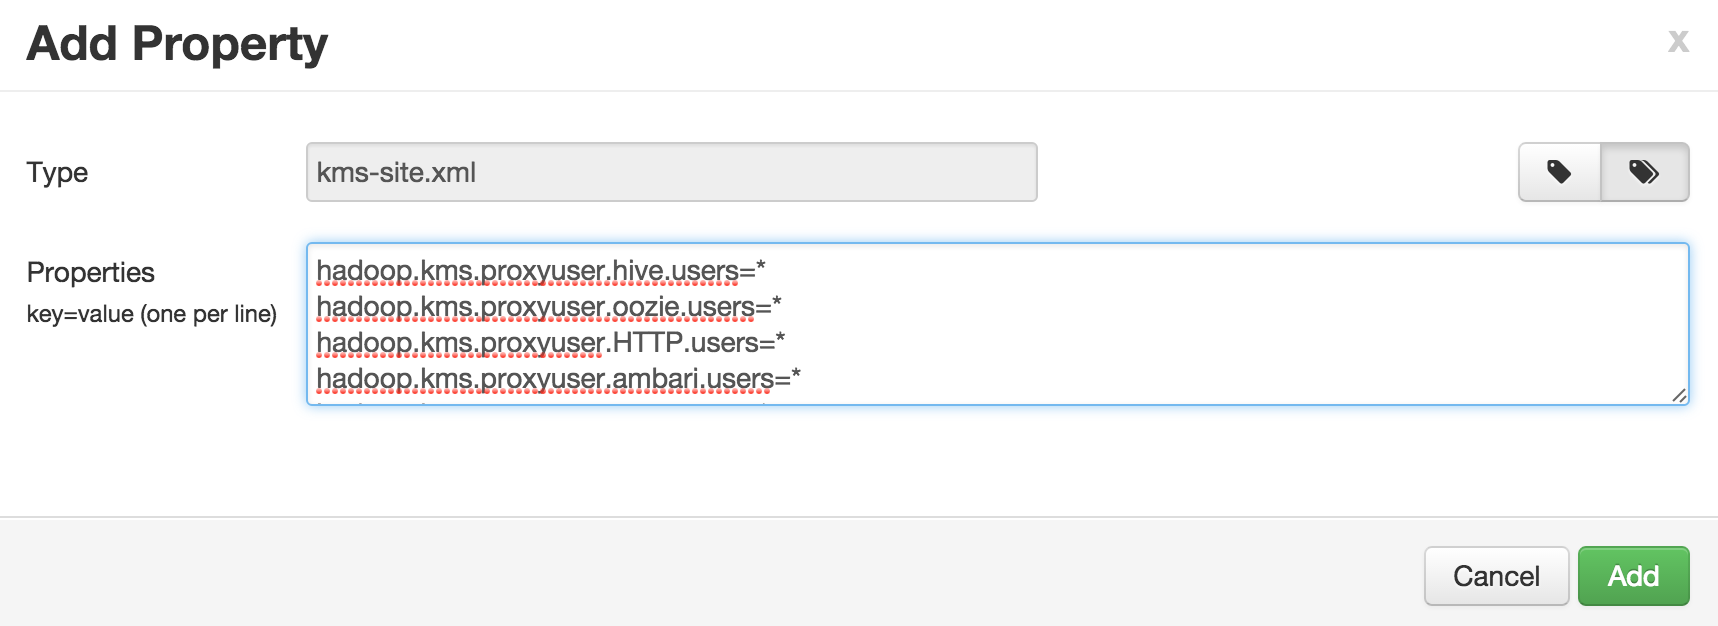 Add Property
x
Type
kms-site.xml
Properties
key=value (one per line)
hadoop.kms.proxyuser.hive.users=*
hadoop.kms.proxyuser.oozie.users=*
hadoop.kms.proxyuser.HTTP.users=*
hadoop.kms.proxyuser.ambari.users=*
Cancel
Add